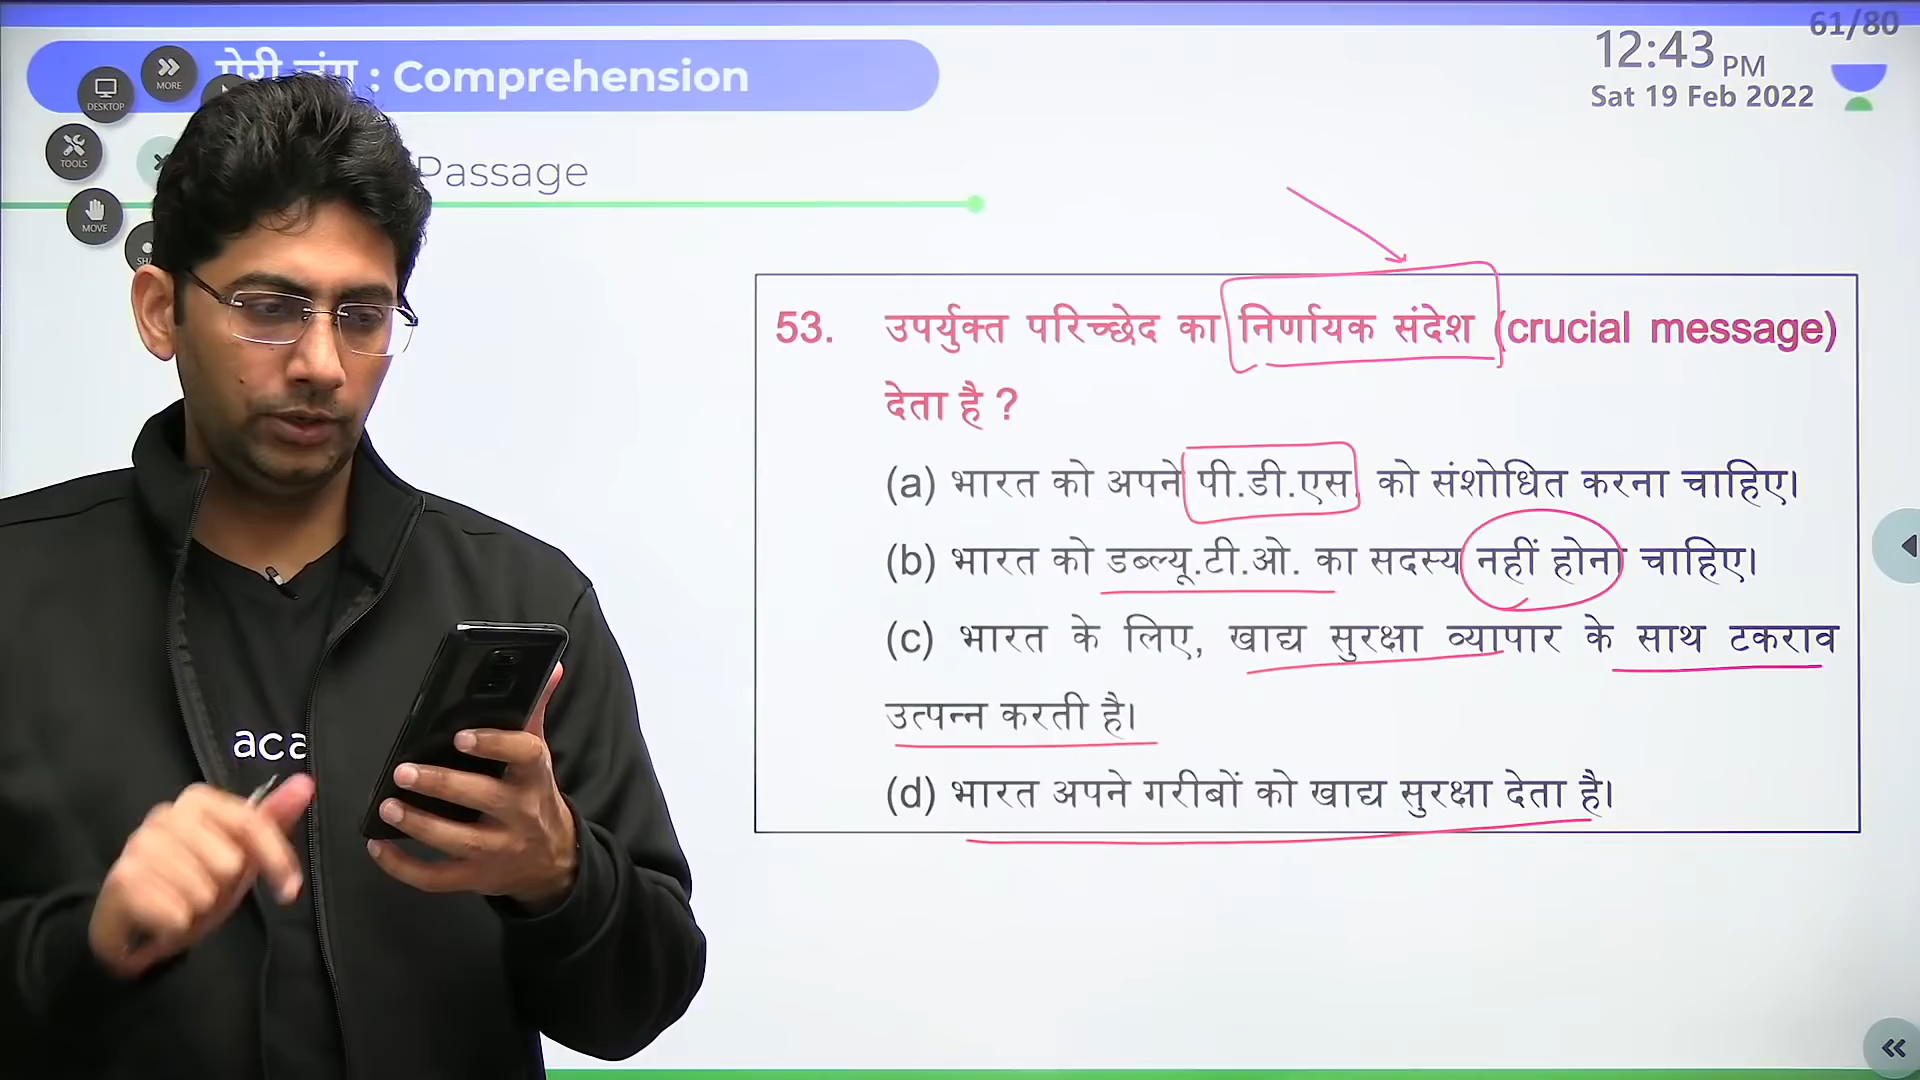 61/80
12:43 PM
Sat 19 Feb 2022
: Comprehension
MORE
DESKTOP
TOOLS
MOVE
Passage
53. उपर्युक्त परिच्छेद का निर्णायक संदेश (crucial message)
देता है ?
(a) भारत को अपने पी.डी.एस. को संशोधित करना चाहिए।
(b) भारत को डब्ल्यू.टी.ओ. का सदस्य नहीं होना चाहिए।
(c) भारत के लिए, खाद्य सुरक्षा व्यापार के साथ टकराव
उत्पन्न करती है।
(d) भारत अपने गरीबों को खाद्य सुरक्षा देता है।